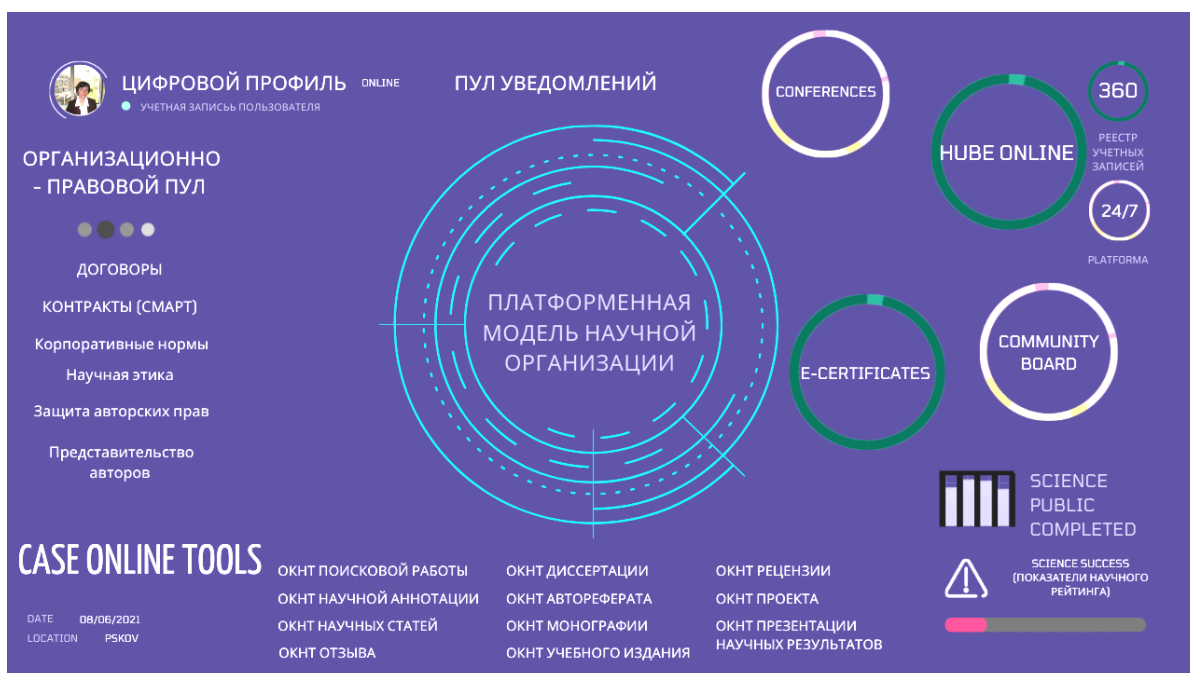 ЦИФРОВОЙ ПРОФИЛЬ ONLINE
УЧЕТНАЯ ЗАПИСЬЬ ПОЛЬЗОВАТЕЛЯ
ПУЛ УВЕДОМЛЕНИЙ
CONFERENCES
HUBE ONLINE
360
РЕЕСТР
УЧЕТНЫХ
ЗАПИСЕЙ
24/7
PLATFORMA
ОРГАНИЗАЦИОННО
- ПРАВОВОЙ ПУЛ
ДОГОВОРЫ
КОНТРАКТЫ (СМАРТ)
Корпоративные нормы
Научная этика
Защита авторских прав
Представительство
авторов
ПЛАТФОРМЕННАЯ
МОДЕЛЬ НАУЧНОЙ
ОРГАНИЗАЦИИ
E-CERTIFICATES
COMMUNITY
BOARD
SCIENCE
PUBLIC
COMPLETED
SCIENCE SUCCESS
(ПОКАЗАТЕЛИ НАУЧНОГО
РЕЙТИНГА)
CASE ONLINE TOOLS
DATE 08/06/2021
LOCATION PSKOV
ОКНТ ПОИСКОВОЙ РАБОТЫ
ОКНТ НАУЧНОЙ АННОТАЦИИ
ОКНТ НАУЧНЫХ СТАТЕЙ
ОКНТ ОТЗЫВА
ОКНТ ДИССЕРТАЦИИ
ОКНТ АВТОРЕФЕРАТА
ОКНТ МОНОГРАФИИ
ОКНТ УЧЕБНОГО ИЗДАНИЯ
ОКНТ РЕЦЕНЗИИ
ОКНТ ПРОЕКТА
ОКНТ ПРЕЗЕНТАЦИИ
НАУЧНЫХ РЕЗУЛЬТАТОВ